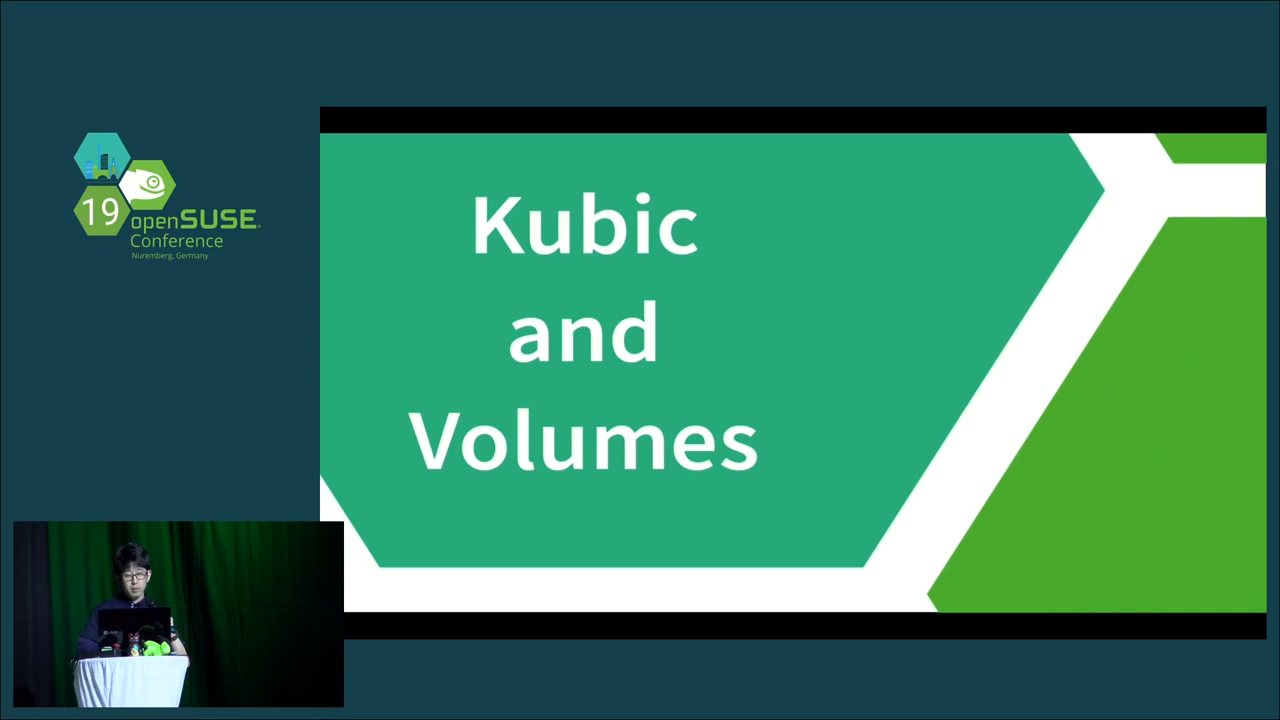 19
openSUSE
Conference
Nuremberg, Germany
Kubic
and
Volumes